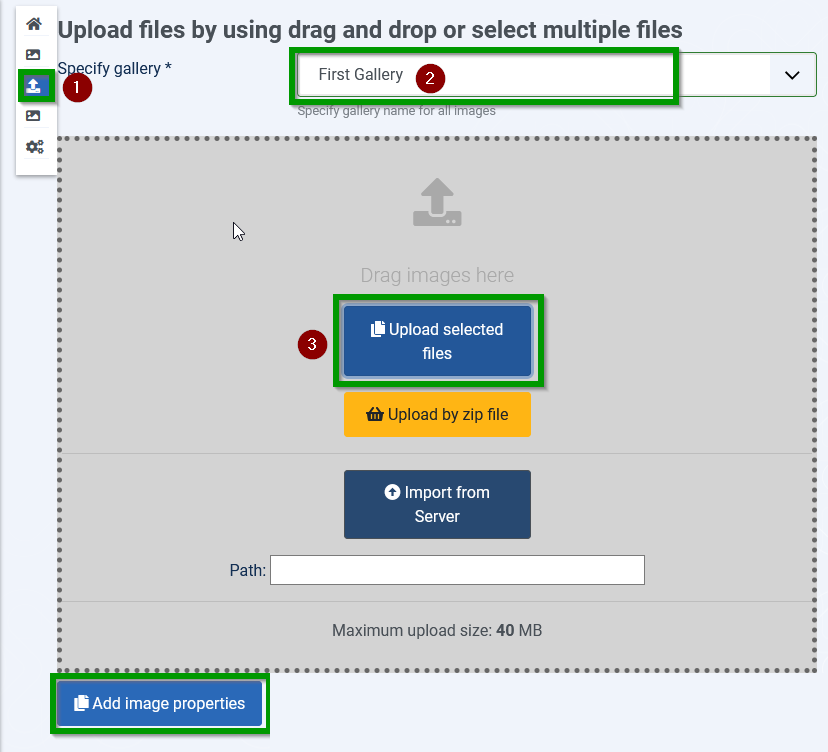 Upload files by using drag and drop or select multiple files
Specify gallery *
1
First Gallery
2
Specify gallery name for all images
Drag images here
3
Upload selected
files
Upload by zip file
Import from
Server
Path:
Maximum upload size: 40 MB
Add image properties